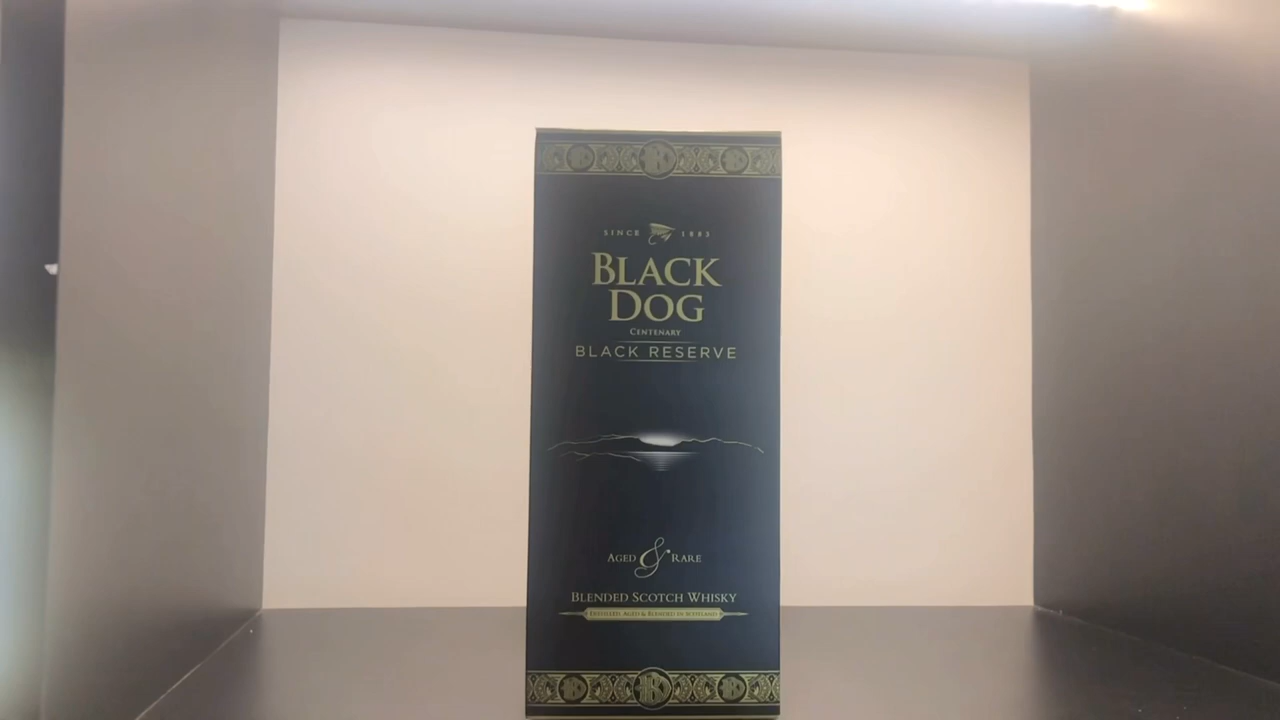 SINCE 1883
BLACK
DOG
CENTENARY
BLACK RESERVE
AGED & RARE
BLENDED SCOTCH WHISKY
DISTILLED, AGED & BLENDED IN SCOTLAND